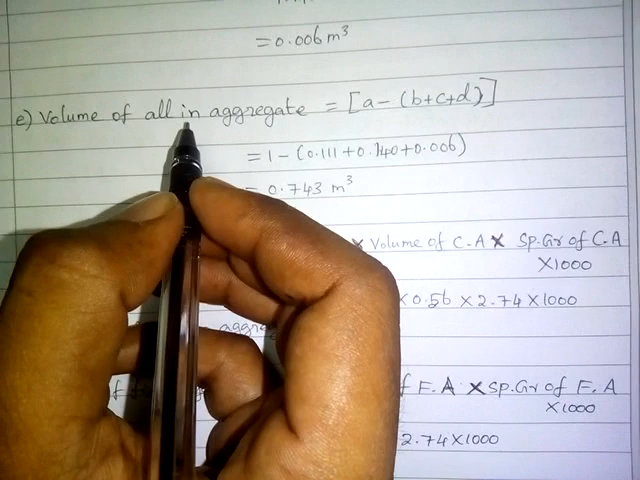 = 0.006 m³
e) Volume of all in aggregate = [a - (b+c+d)]
= 1 - (0.111+0.140+0.006)
= 0.743 m³
× Volume of C.A × Sp.Gr of C.A
×1000
× 0.56 × 2.74 × 1000
aggre
f F.A × Sp.Gr of F.A
×1000
2.74×1000